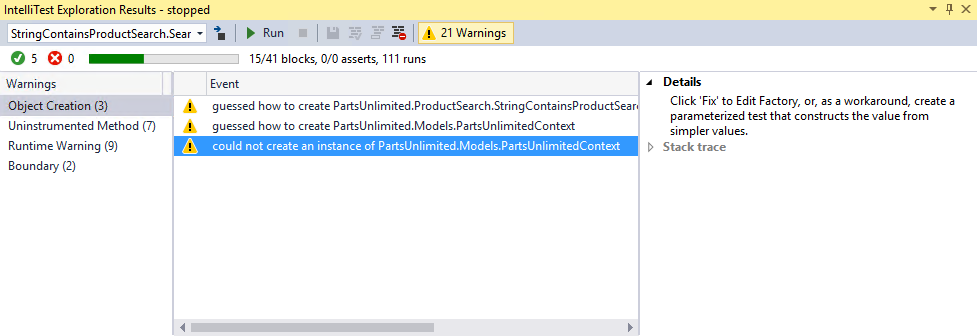 IntelliTest Exploration Results - stopped
StringContainsProductSearch.Sear Run 21 Warnings
5 0 15/41 blocks, 0/0 asserts, 111 runs
Warnings
Object Creation (3)
Uninstrumented Method (7)
Runtime Warning (9)
Boundary (2)
Event
guessed how to create PartsUnlimited.ProductSearch.StringContainsProductSear
guessed how to create PartsUnlimited.Models.PartsUnlimitedContext
could not create an instance of PartsUnlimited.Models.PartsUnlimitedContext
Details
Click 'Fix' to Edit Factory, or, as a workaround, create a
parameterized test that constructs the value from
simpler values.
Stack trace